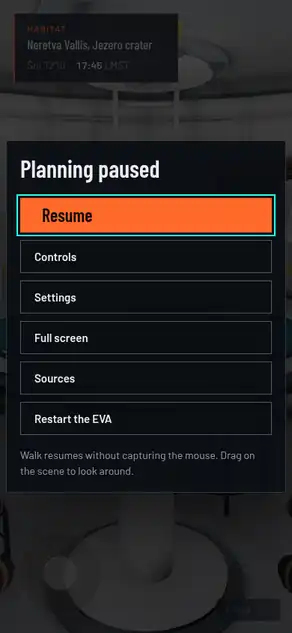 HABITAT
Neretva Vallis, Jezero crater
17:45 LMST
Planning paused
Resume
Controls
Settings
Full screen
Sources
Restart the EVA
Walk resumes without capturing the mouse. Drag on
the scene to look around.